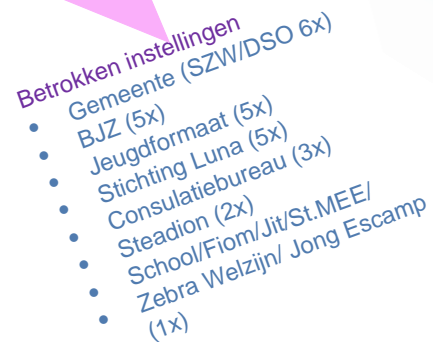 Betrokken instellingen
• Gemeente (SZW/DSO 6x)
• BJZ (5x)
• Jeugdformaat (5x)
• Stichting Luna (5x)
• Consulatiebureau (3x)
• Steadion (2x)
• School/Fiom/Jit/St.MEE/
• Zebra Welzijn/ Jong Escamp
(1x)